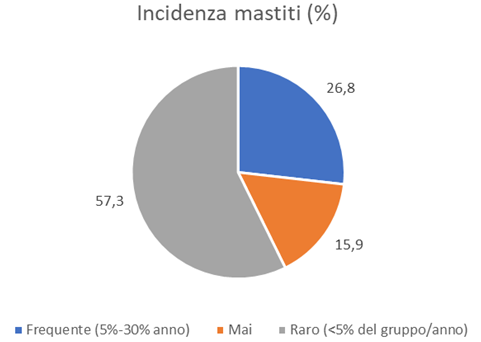 Incidenza mastiti (%)
26,8
15,9
57,3
Frequente (5%-30% anno) Mai Raro (<5% del gruppo/anno)